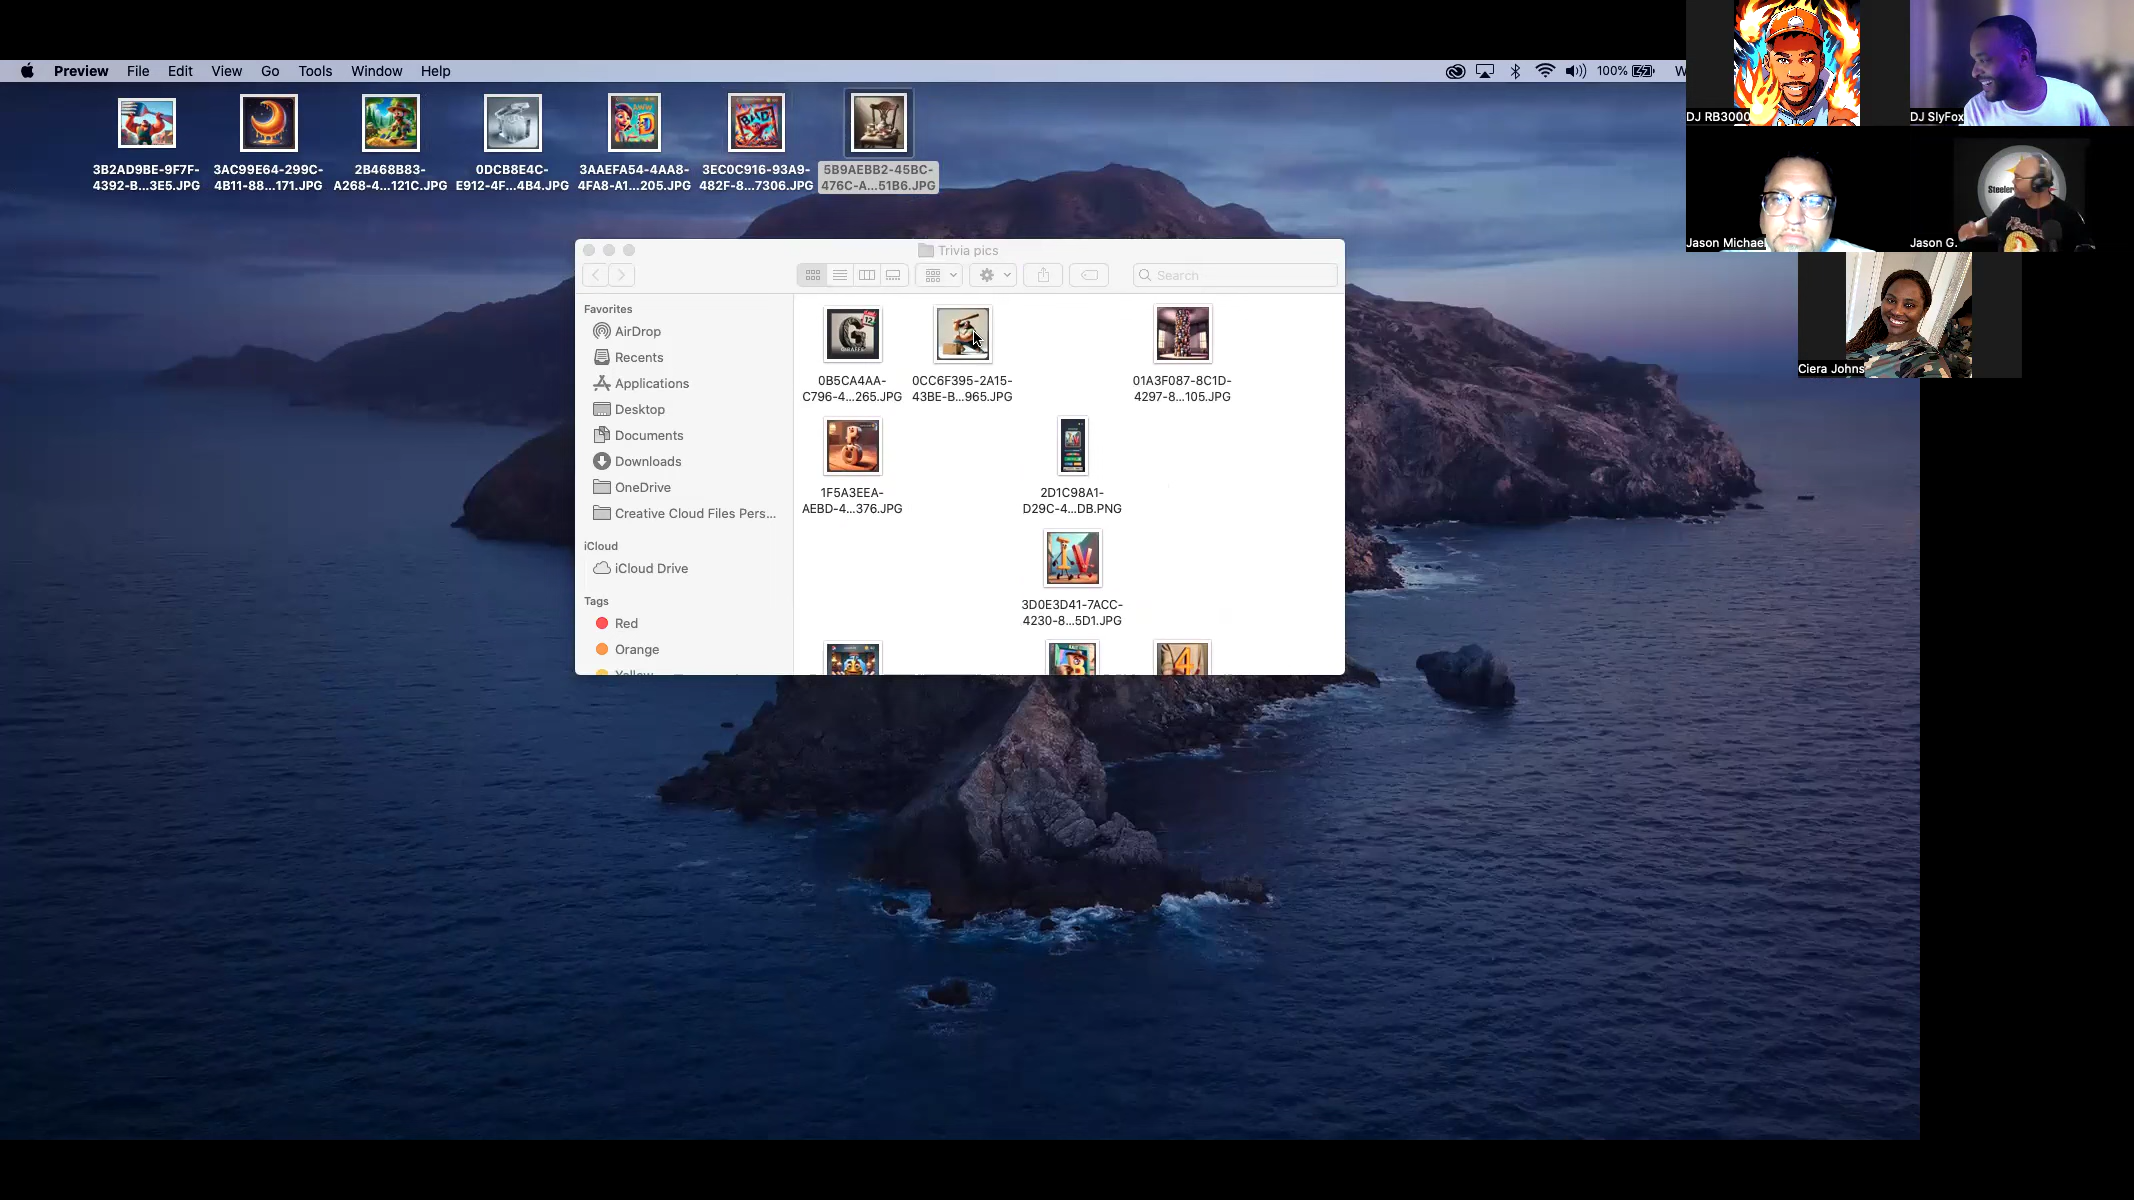 Preview File Edit View Go Tools Window Help
100%
3B2AD9BE-9F7F-
4392-B...3E5.JPG
3AC99E64-299C-
4B11-88...171.JPG
2B468B83-
A268-4...121C.JPG
0DCB8E4C-
E912-4F...4B4.JPG
3AAEFA54-4AA8-
4FA8-A1...205.JPG
3EC0C916-93A9-
482F-8...7306.JPG
5B9AEBB2-45BC-
476C-A...51B6.JPG
Trivia pics
Search
Favorites
AirDrop
Recents
Applications
Desktop
Documents
Downloads
OneDrive
Creative Cloud Files Pers...
iCloud
iCloud Drive
Tags
Red
Orange
Yellow
0B5CA4AA-
C796-4...265.JPG
0CC6F395-2A15-
43BE-B...965.JPG
01A3F087-8C1D-
4297-8...105.JPG
1F5A3EEA-
AEBD-4...376.JPG
2D1C98A1-
D29C-4...DB.PNG
3D0E3D41-7ACC-
4230-8...5D1.JPG
DJ RB3000
DJ SlyFox
Jason Michael
Jason G.
Ciera Johns